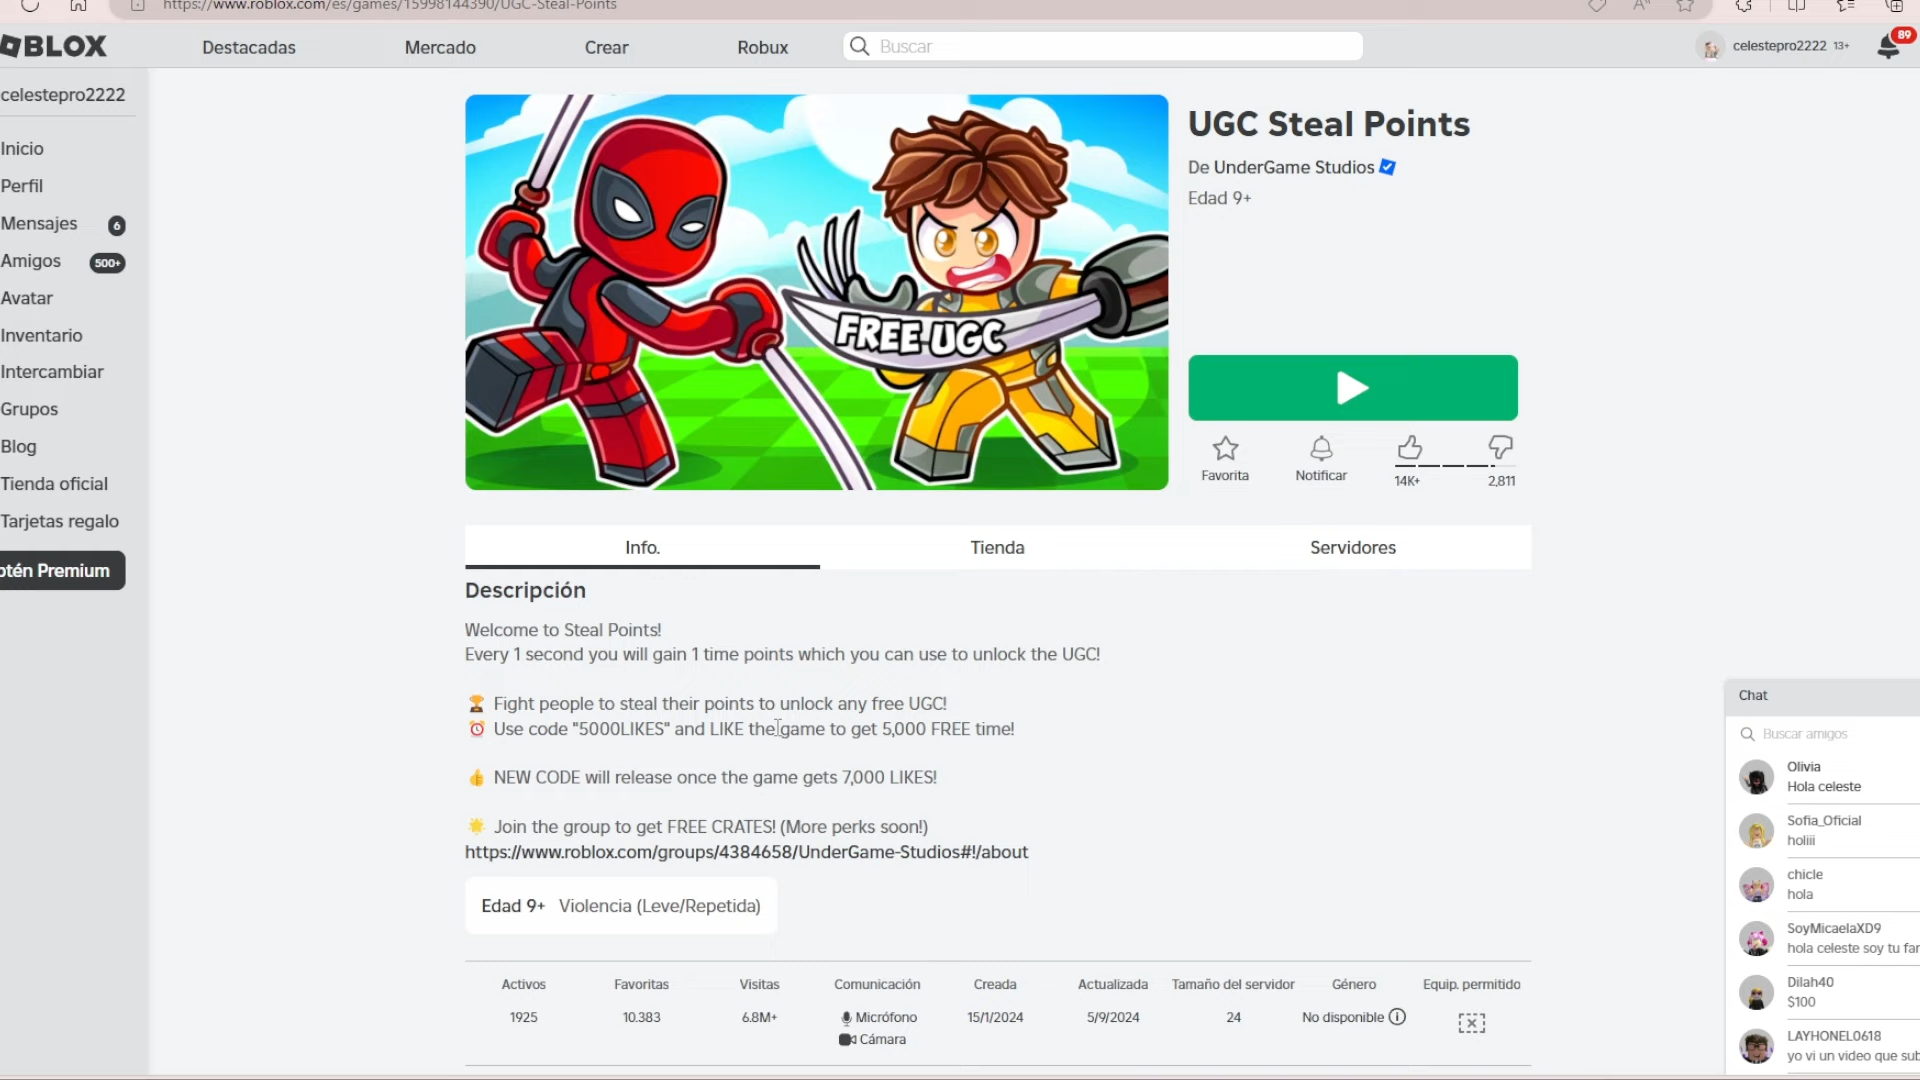 https://www.roblox.com/es/games/15998144390/UGC-Steal-Points
BLOX
Destacadas
Mercado
Crear
Robux
Buscar
celestepro2222 13+
89
celestepro2222
Inicio
Perfil
Mensajes 6
Amigos 500+
Avatar
Inventario
Intercambiar
Grupos
Blog
Tienda oficial
Tarjetas regalo
btén Premium
FREE UGC
UGC Steal Points
De UnderGame Studios
Edad 9+
Favorita
Notificar
14K+
2,811
Info.
Tienda
Servidores
Descripción
Welcome to Steal Points!
Every 1 second you will gain 1 time points which you can use to unlock the UGC!
🏆 Fight people to steal their points to unlock any free UGC!
⏰ Use code "5000LIKES" and LIKE the game to get 5,000 FREE time!
👍 NEW CODE will release once the game gets 7,000 LIKES!
🌟 Join the group to get FREE CRATES! (More perks soon!)
https://www.roblox.com/groups/4384658/UnderGame-Studios#!/about
Edad 9+ Violencia (Leve/Repetida)
Activos Favoritas Visitas Comunicación Creada Actualizada Tamaño del servidor Género Equip. permitido
1925 10.383 6.8M+ Micrófono 15/1/2024 5/9/2024 24 No disponible
Cámara
Chat
Buscar amigos
Olivia
Hola celeste
Sofia_Oficial
holiii
chicle
hola
SoyMicaelaXD9
hola celeste soy tu fan
Dilah40
$100
LAYHONEL0618
yo vi un video que sub